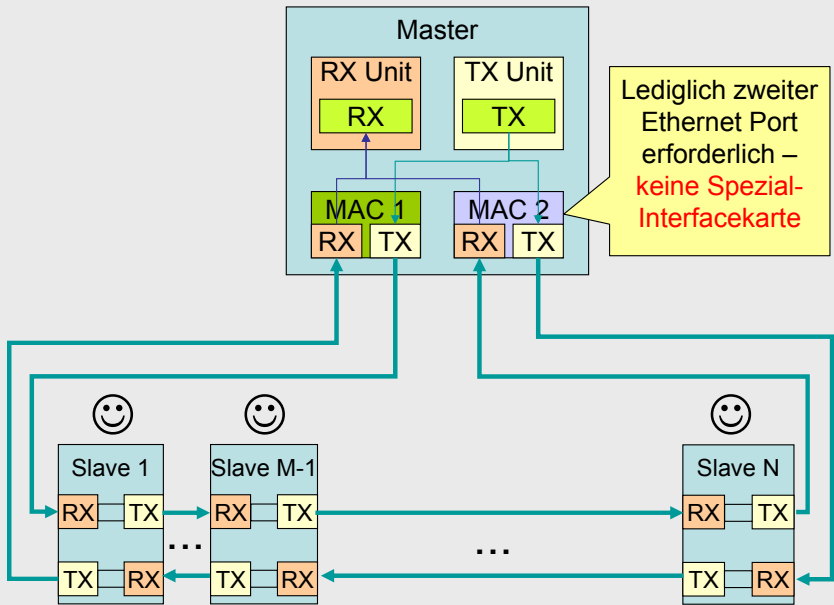 Master
RX Unit
TX Unit
RX
TX
Lediglich zweiter
Ethernet Port
erforderlich –
keine Spezial-
Interfacekarte
MAC 1
MAC 2
RX TX
RX TX
Slave 1
Slave M-1
Slave N
RX TX
RX TX
RX TX
... ...
TX RX
TX RX
TX RX